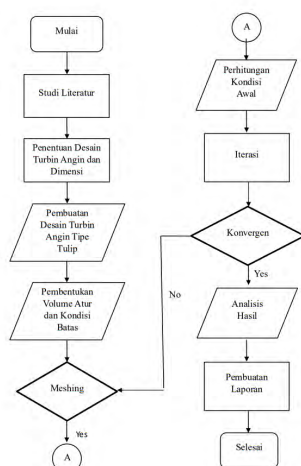 Mulai
Studi Literatur
Penentuan Desain
Turbin Angin dan
Dimensi
Pembuatan
Desain Turbin
Angin Tipe
Tulip
Pembentukan
Volume Atur
dan Kondisi
Batas
Meshing
Yes
A
A
Perhitungan
Kondisi
Awal
Iterasi
Konvergen
No
Yes
Analisis
Hasil
Pembuatan
Laporan
Selesai